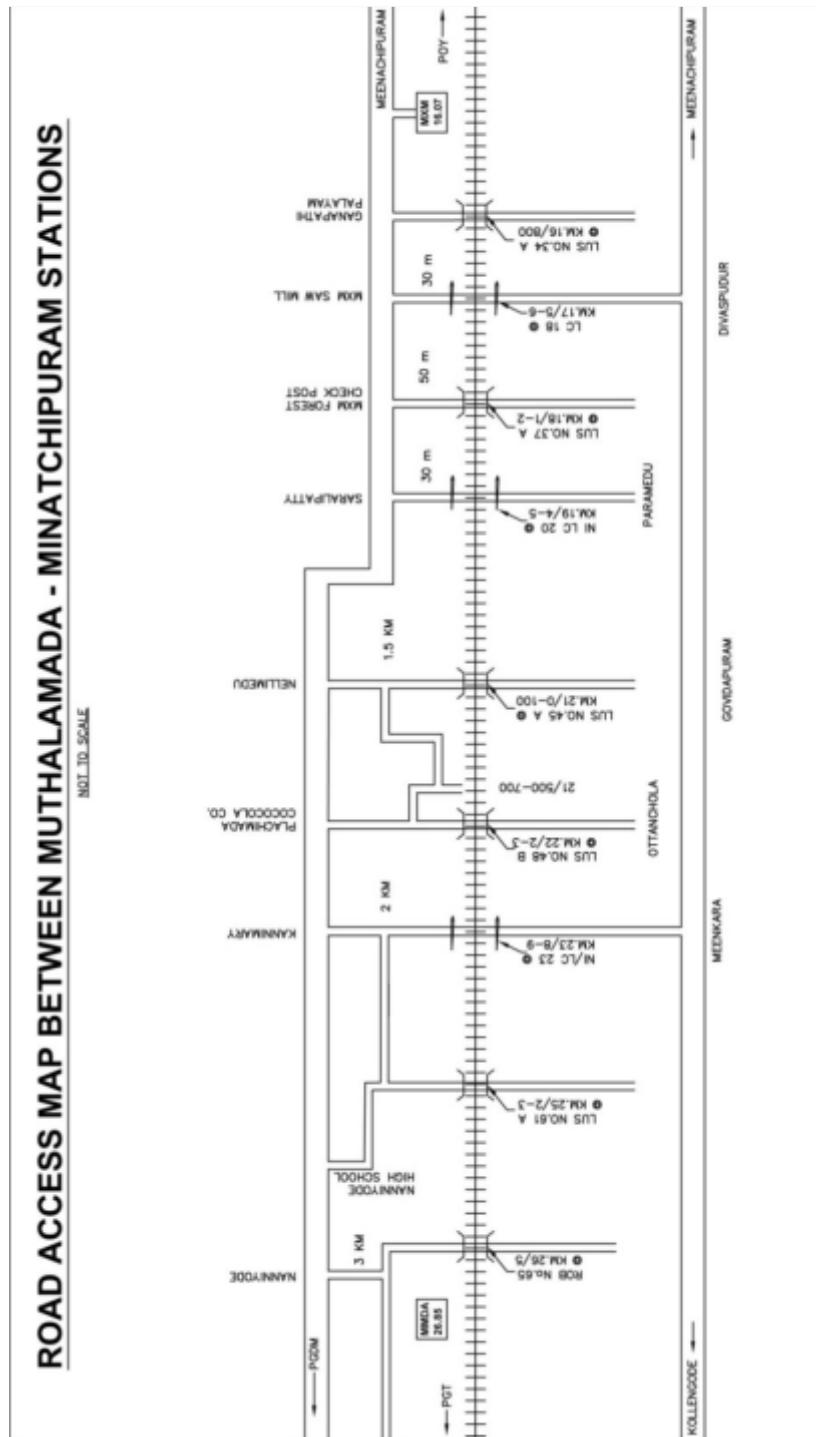 ROAD ACCESS MAP BETWEEN MUTHALAMADA - MINATCHIPURAM STATIONS
NOT TO SCALE
PGDM
NANNIYODE
NANNIYODE
HIGH SCHOOL
KANNIMARY
PLACHIMADA
COCOCOLA CO.
NELLIMEDU
SARALIPATTY
MXM FOREST
CHECK POST
MXM SAW MILL
GANAPATHI
PALAYAM
MEENACHIPURAM
3 KM
2 KM
1.5 KM
30 m
50 m
30 m
PGT
MMDA
26.85
MXM
16.07
POY
ROB No.65
@ KM.26/5
LUS NO.61 A
@ KM.25/2-3
NI/LC 23 @
KM.23/8-9
LUS NO.48 B
@ KM.22/2-3
21/500-700
LUS NO.45 A @
KM.21/0-100
NI LC 20 @
KM.19/4-5
LUS NO.37 A
@ KM.18/1-2
LC 18 @
KM.17/5-6
LUS NO.34 A
@ KM.16/800
OTTANCHOLA
PARAMEDU
KOLLENGODE
MEENKARA
GOVIDAPURAM
DIVASPUDUR
MEENACHIPURAM